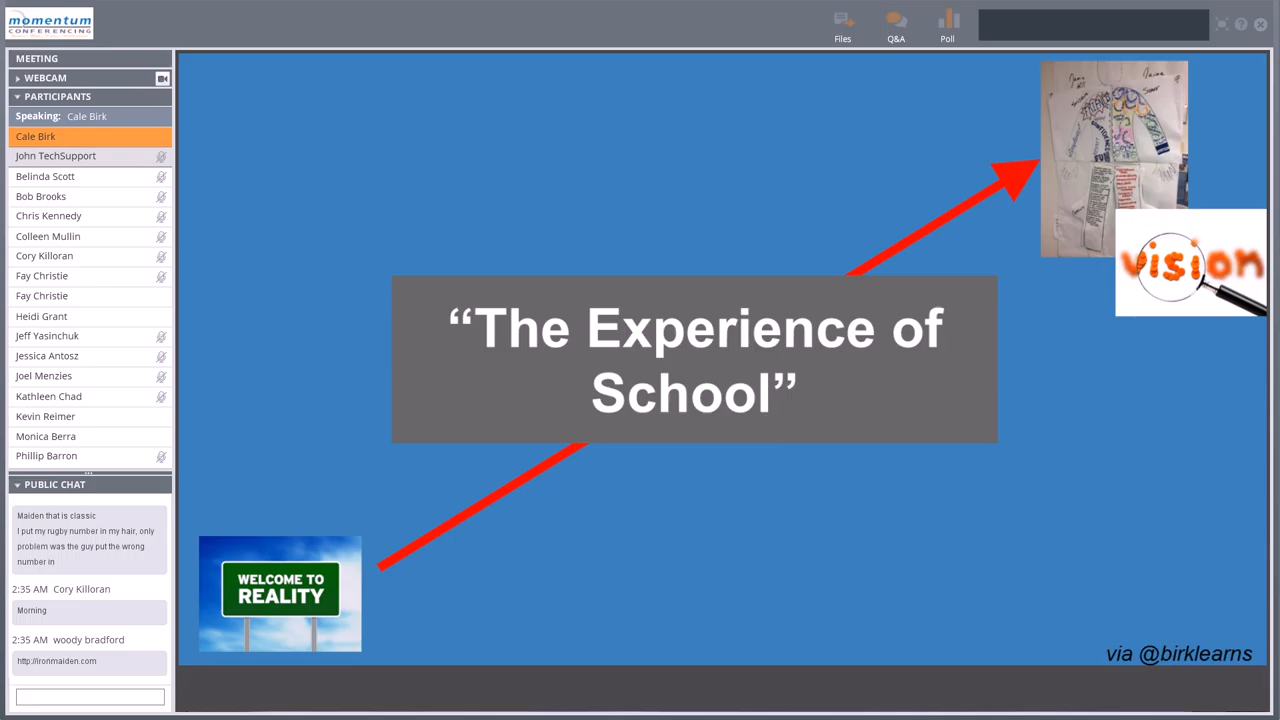 momentum
CONFERENCING
Files
Q&A
Poll
MEETING
WEBCAM
PARTICIPANTS
Speaking: Cale Birk
Cale Birk
John TechSupport
Belinda Scott
Bob Brooks
Chris Kennedy
Colleen Mullin
Cory Killoran
Fay Christie
Fay Christie
Heidi Grant
Jeff Yasinchuk
Jessica Antosz
Joel Menzies
Kathleen Chad
Kevin Reimer
Monica Berra
Phillip Barron
PUBLIC CHAT
Maiden that is classic
I put my rugby number in my hair, only
problem was the guy put the wrong
number in
2:35 AM Cory Killoran
Morning
2:35 AM woody bradford
http://ironmaiden.com
vision
“The Experience of
School”
WELCOME TO
REALITY
via @birklearns